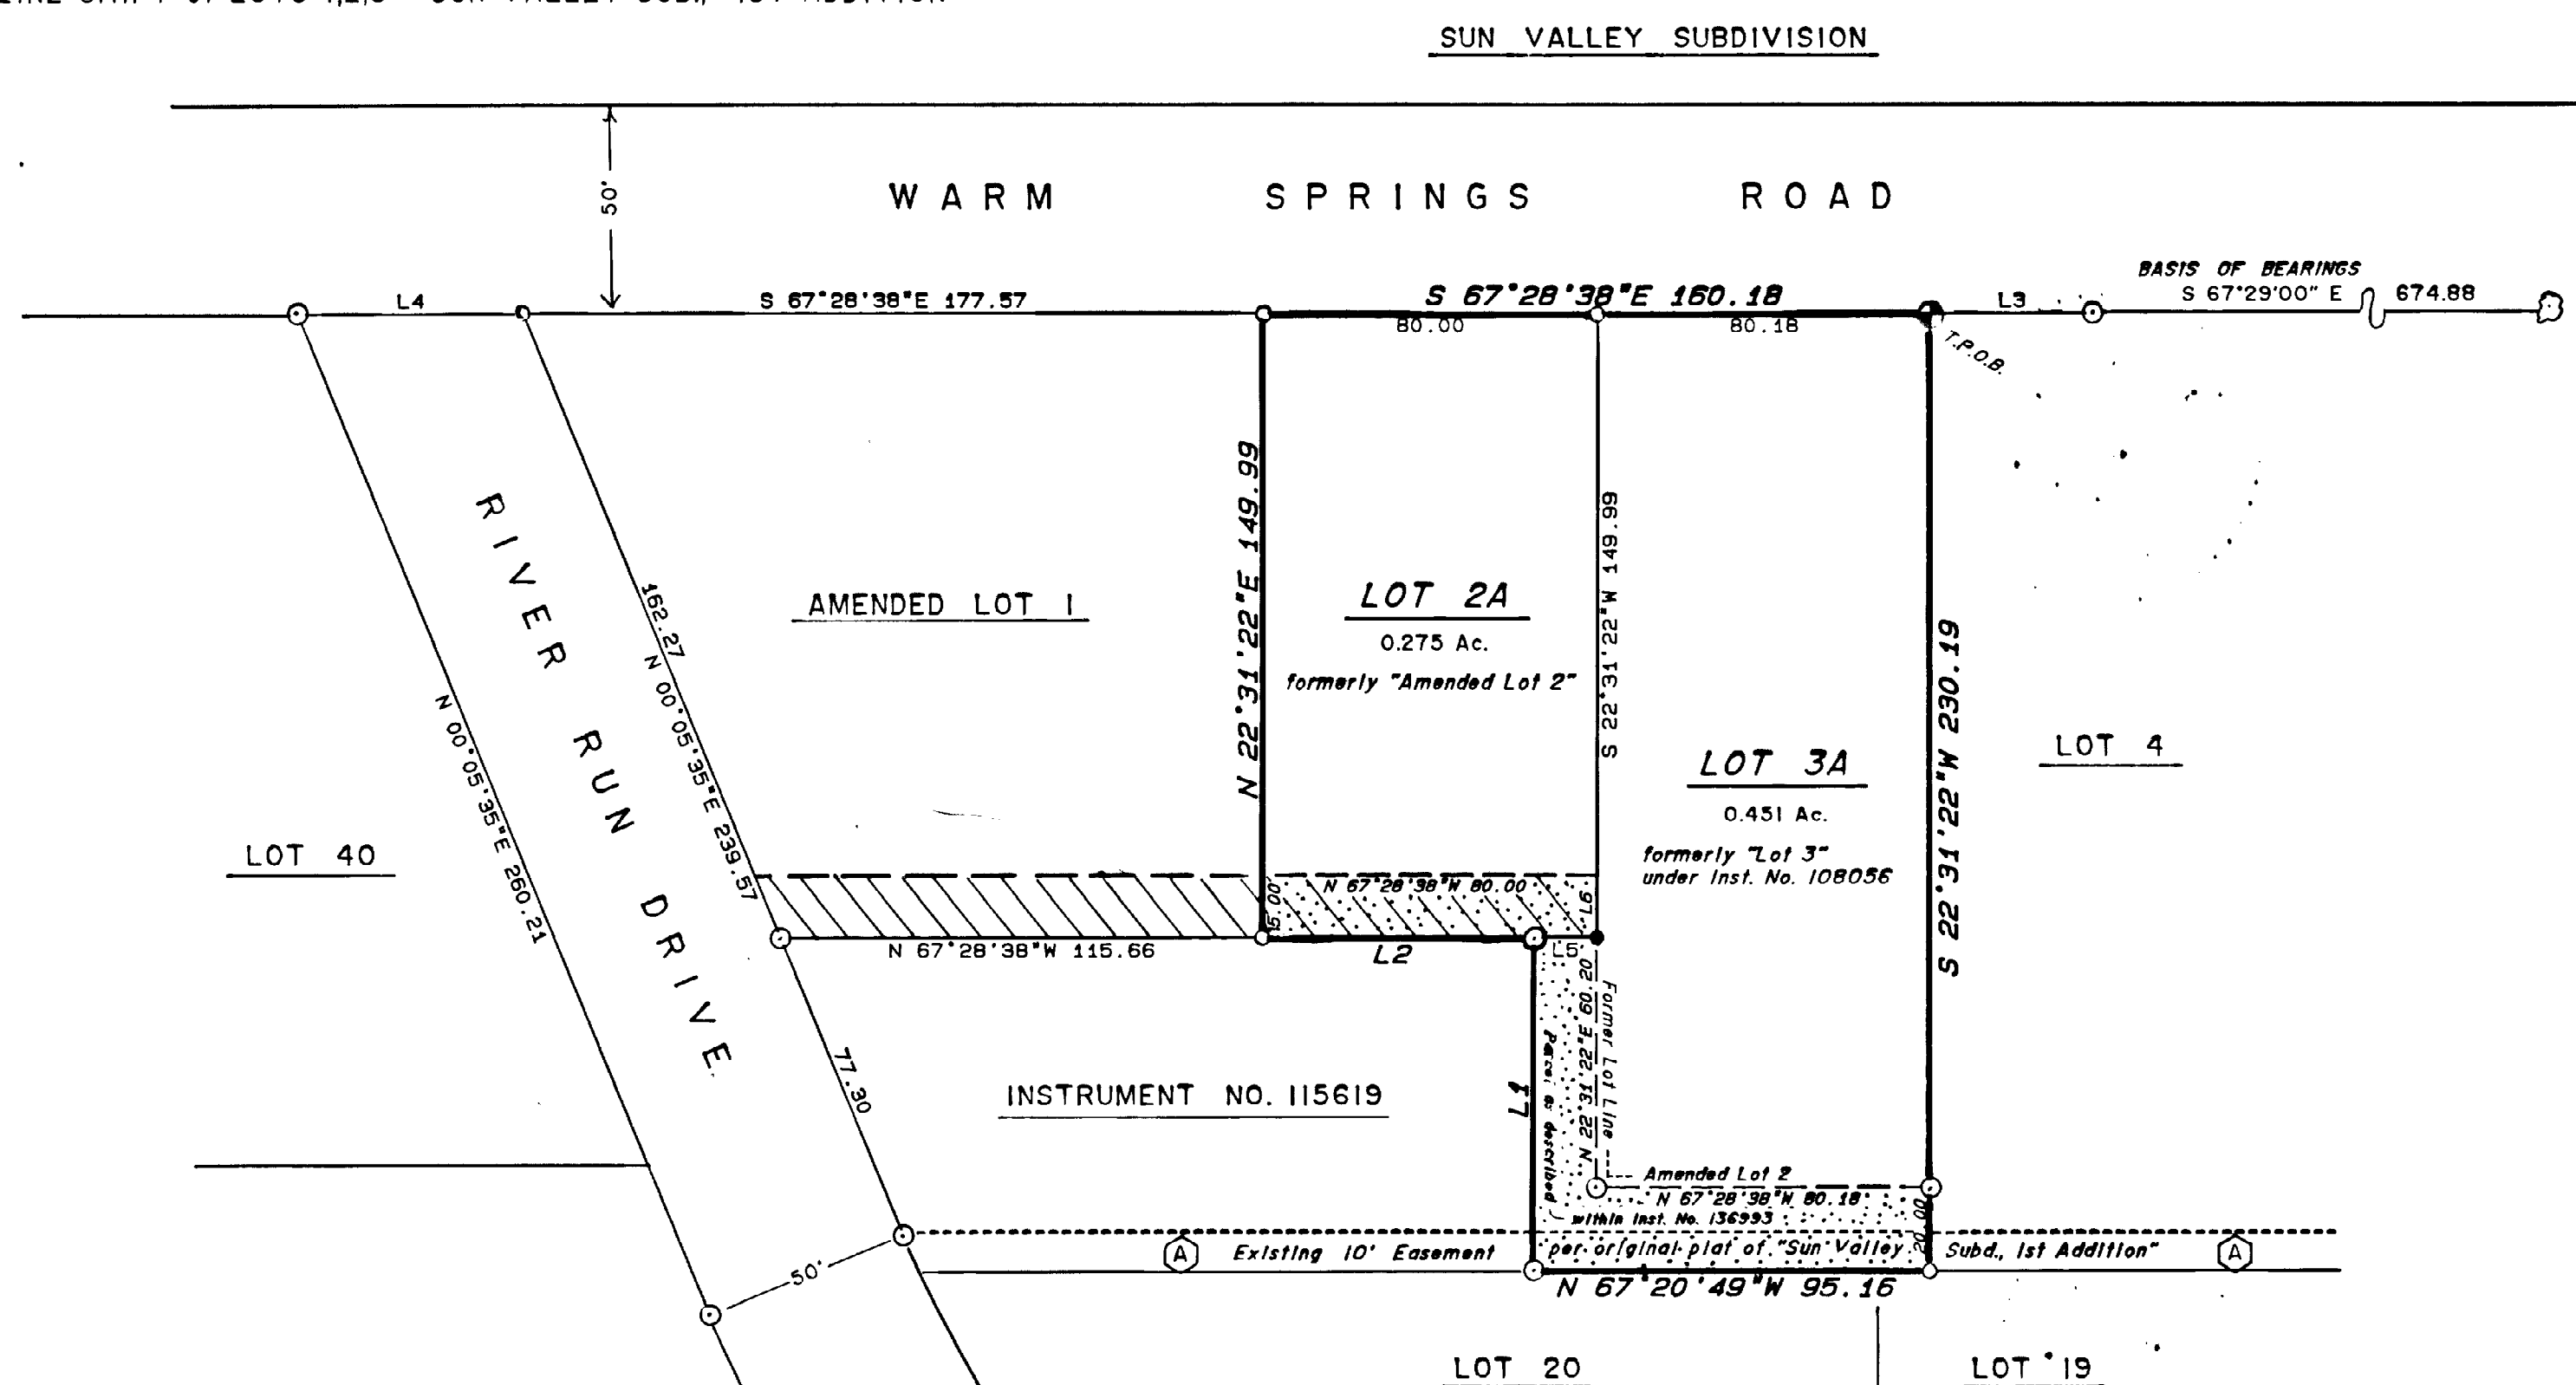 SUN VALLEY SUBDIVISION
50'
WARM SPRINGS ROAD
BASIS OF BEARINGS
S 67°29'00" E 674.88
L4
S 67°28'38"E 177.57
S 67°28'38"E 160.18
80.00
80.18
L3
T.P.O.B.
RIVER RUN DRIVE
N 00°05'35"E 260.21
162.27
N 00°05'35"E 239.57
77.30
50'
LOT 40
AMENDED LOT 1
N 22°31'22"E 149.99
LOT 2A
0.275 Ac.
formerly "Amended Lot 2"
S 22°31'22"W 149.99
LOT 3A
0.451 Ac.
formerly "Lot 3"
under Inst. No. 108056
S 22°31'22"W 230.19
LOT 4
15.00'
N 67°28'38"W 80.00
L6
N 67°28'38"W 115.66
L2
L5
INSTRUMENT NO. 115619
L1
N 22°31'22"E 60.20
Former Lot Line
Parcel as described
Amended Lot 2
N 67°28'38"W 80.18
within Inst. No. 136993
20.00
A Existing 10' Easement per original plat of "Sun Valley Subd., 1st Addition" A
N 67°20'49"W 95.16
LOT 20
LOT 19